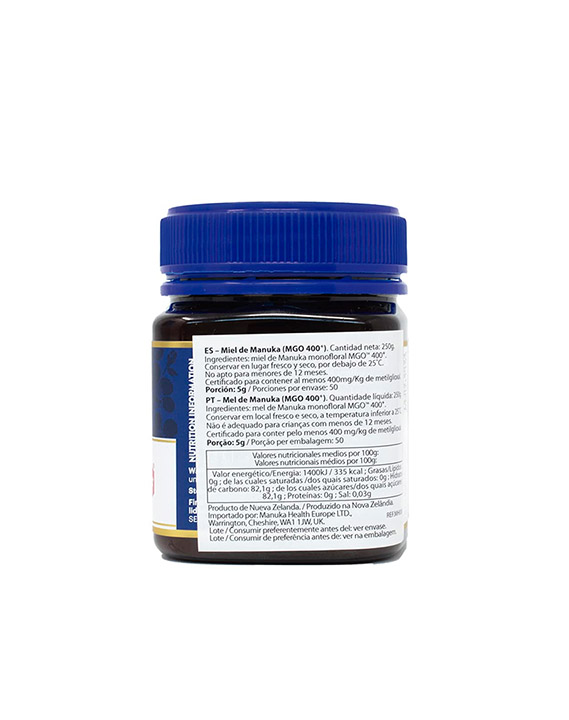 ES – Miel de Manuka (MGO 400⁺). Cantidad neta: 250g.
Ingredientes: miel de Manuka monofloral MGO™ 400⁺.
Conservar en lugar fresco y seco, por debajo de 25˚C.
No apto para menores de 12 meses.
Certificado para contener al menos 400mg/Kg de metilglioxal.
Porción: 5g / Porciones por envase: 50
PT – Mel de Manuka (MGO 400⁺). Quantidade líquida: 250g.
Ingredientes: mel de Manuka monofloral MGO™ 400⁺.
Conservar em local fresco e seco, a temperatura inferior a 25˚
Não é adequado para crianças com menos de 12 meses.
Certificado para conter pelo menos 400 mg/kg de metilglioxal
Porção: 5g / Porção per embalagem: 50
Valores nutricionales medios por 100g:
Valores nutricionais médios por 100g:
Valor energético/Energia: 1400kJ / 335 kcal ; Grasas/Lípidos:
0g ; de las cuales saturadas /dos quais saturados: 0g ; Hidratos
de carbono: 82,1g ; de los cuales azúcares/dos quais açúcares:
82,1g ; Proteínas: 0g ; Sal: 0,03g
Producto de Nueva Zelanda. / Produzido na Nova Zelândia.
Importado por: Manuka Health Europe LTD.,
Warrington, Cheshire, WA1 1JW, UK.
Lote / Consumir preferentemente antes del: ver envase.
Lote / Consumir de preferência antes de: ver na embalagem.
NUTRITION INFORMATION